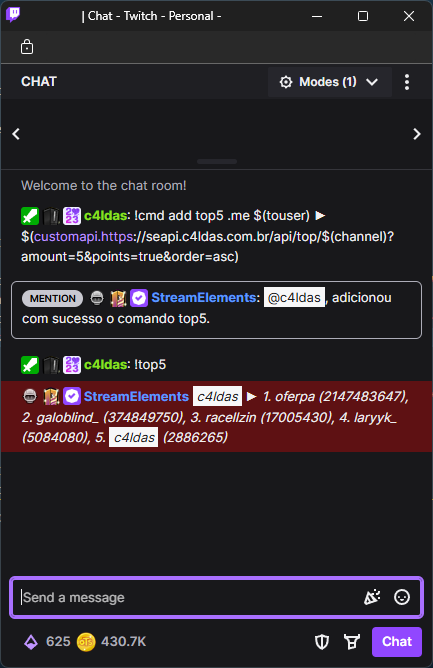 | Chat - Twitch - Personal -
CHAT
Modes (1)
Welcome to the chat room!
c4ldas: !cmd add top5 .me $(touser) ►
$(customapi.https://seapi.c4ldas.com.br/api/top/$(channel)?
amount=5&points=true&order=asc)
MENTION StreamElements: @c4ldas, adicionou
com sucesso o comando top5.
c4ldas: !top5
StreamElements c4ldas ► 1. oferpa (2147483647),
2. galoblind_ (374849750), 3. racellzin (17005430), 4. laryyk_
(5084080), 5. c4ldas (2886265)
Send a message
625 430.7K
Chat